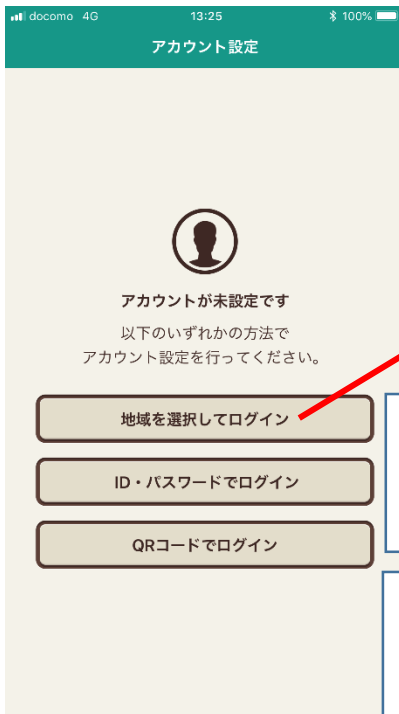 docomo 4G 13:25 100%
アカウント設定
アカウントが未設定です
以下のいずれかの方法で
アカウント設定を行ってください。
地域を選択してログイン
ID・パスワードでログイン
QRコードでログイン